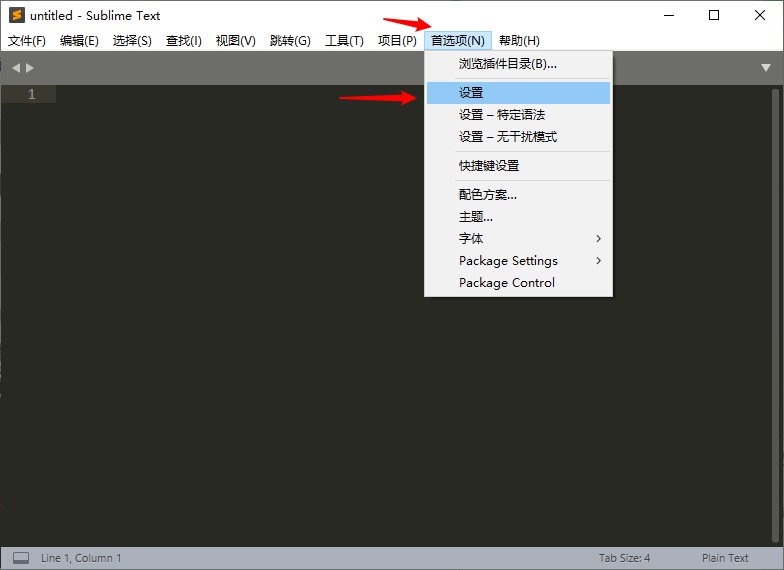 untitled - Sublime Text
文件(F) 编辑(E) 选择(S) 查找(I) 视图(V) 跳转(G) 工具(T) 项目(P) 首选项(N) 帮助(H)
浏览插件目录(B)...
1
设置
设置 – 特定语法
设置 – 无干扰模式
快捷键设置
配色方案...
主题...
字体
Package Settings
Package Control
Line 1, Column 1 Tab Size: 4 Plain Text